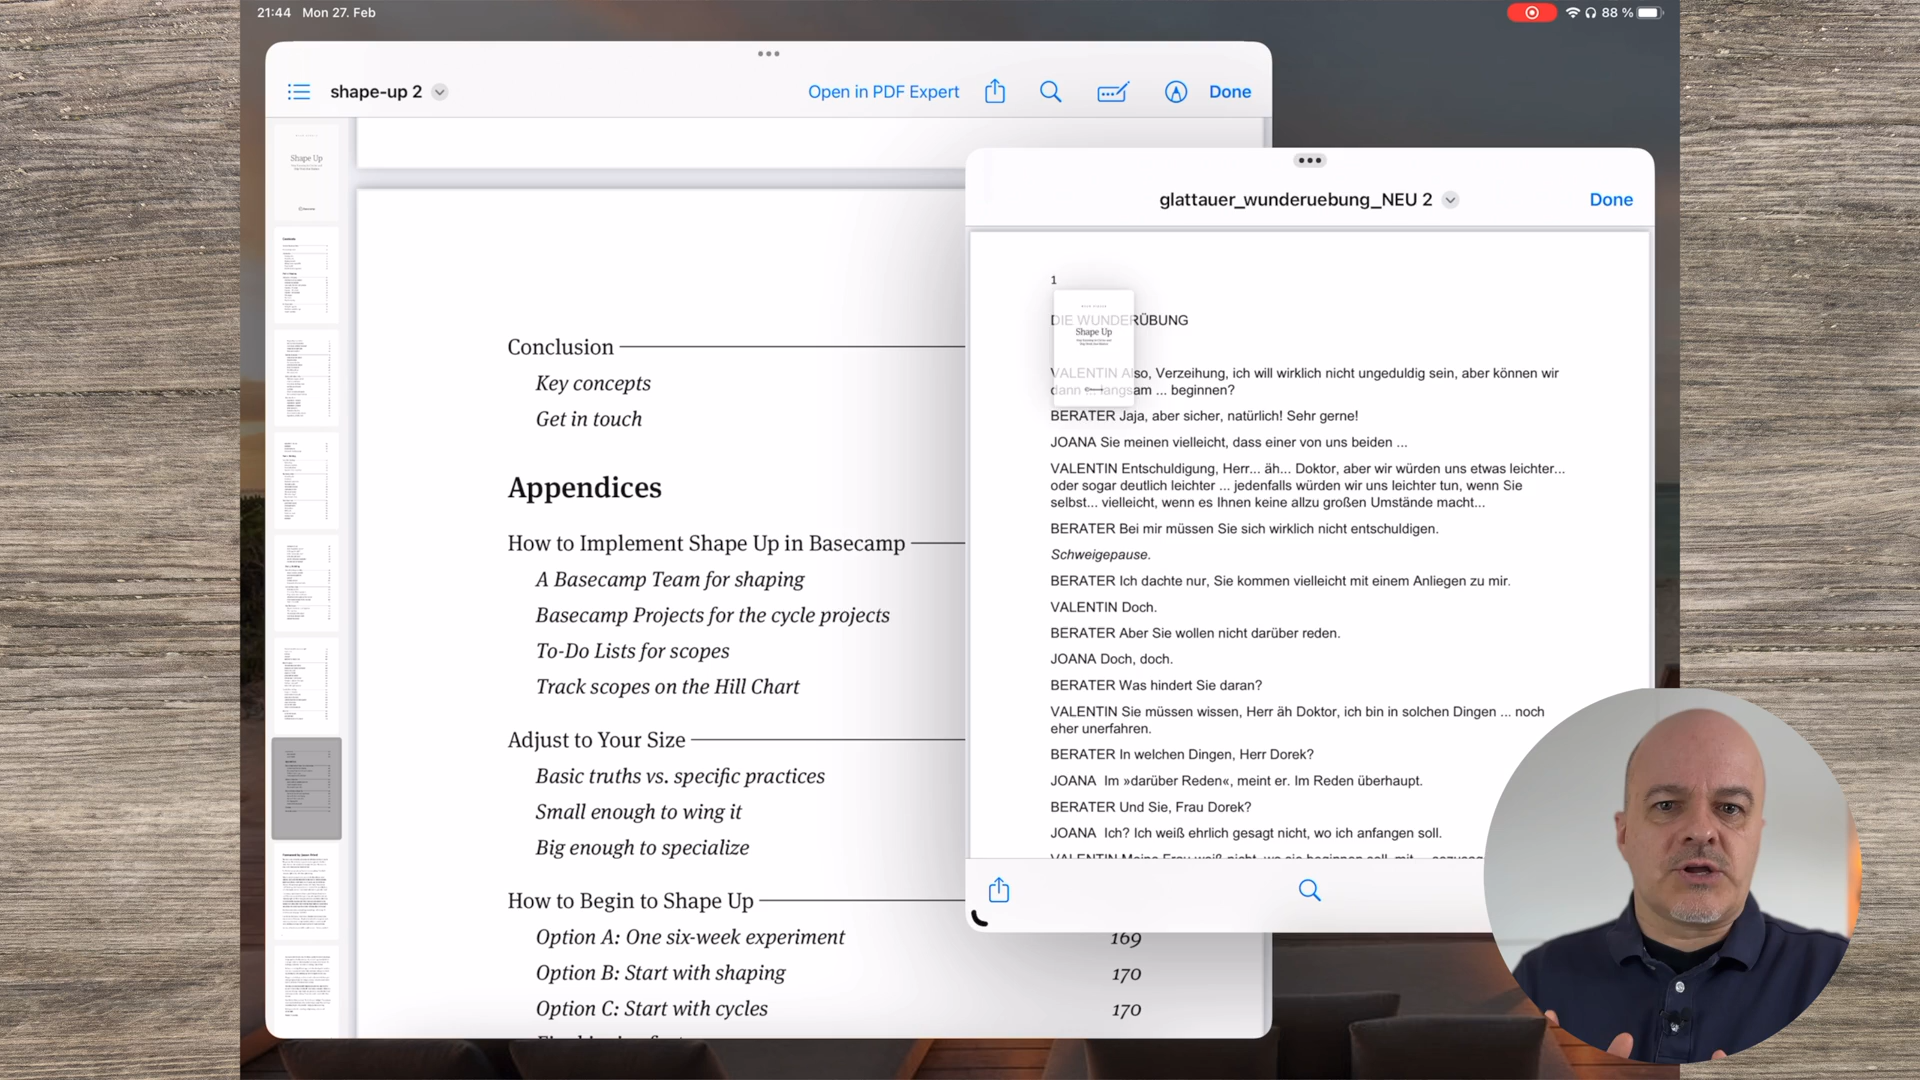 21:44 Mon 27. Feb
88 %
shape-up 2
Open in PDF Expert
Done
Shape Up
Conclusion
Key concepts
Get in touch
Appendices
How to Implement Shape Up in Basecamp
A Basecamp Team for shaping
Basecamp Projects for the cycle projects
To-Do Lists for scopes
Track scopes on the Hill Chart
Adjust to Your Size
Basic truths vs. specific practices
Small enough to wing it
Big enough to specialize
How to Begin to Shape Up
Option A: One six-week experiment 169
Option B: Start with shaping 170
Option C: Start with cycles 170
glattauer_wunderuebung_NEU 2
Done
1
DIE WUNDERÜBUNG
Shape Up
VALENTIN Also, Verzeihung, ich will wirklich nicht ungeduldig sein, aber können wir
dann ... langsam ... beginnen?
BERATER Jaja, aber sicher, natürlich! Sehr gerne!
JOANA Sie meinen vielleicht, dass einer von uns beiden ...
VALENTIN Entschuldigung, Herr... äh... Doktor, aber wir würden uns etwas leichter...
oder sogar deutlich leichter ... jedenfalls würden wir uns leichter tun, wenn Sie
selbst... vielleicht, wenn es Ihnen keine allzu großen Umstände macht...
BERATER Bei mir müssen Sie sich wirklich nicht entschuldigen.
Schweigepause.
BERATER Ich dachte nur, Sie kommen vielleicht mit einem Anliegen zu mir.
VALENTIN Doch.
BERATER Aber Sie wollen nicht darüber reden.
JOANA Doch, doch.
BERATER Was hindert Sie daran?
VALENTIN Sie müssen wissen, Herr äh Doktor, ich bin in solchen Dingen ... noch
eher unerfahren.
BERATER In welchen Dingen, Herr Dorek?
JOANA Im »darüber Reden«, meint er. Im Reden überhaupt.
BERATER Und Sie, Frau Dorek?
JOANA Ich? Ich weiß ehrlich gesagt nicht, wo ich anfangen soll.